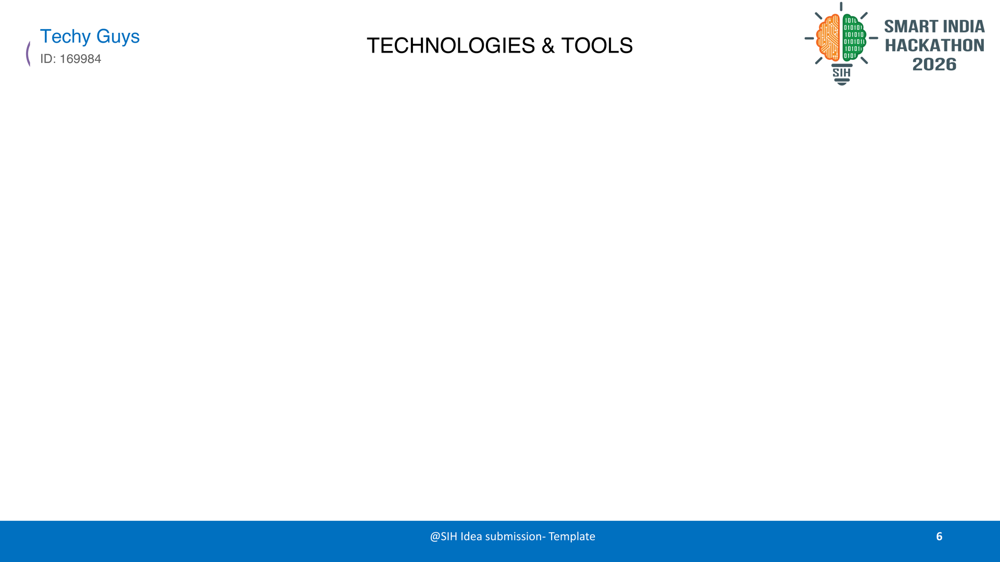 Techy Guys
ID: 169984
TECHNOLOGIES & TOOLS
SIH
SMART INDIA
HACKATHON
2026
@SIH Idea submission- Template
6